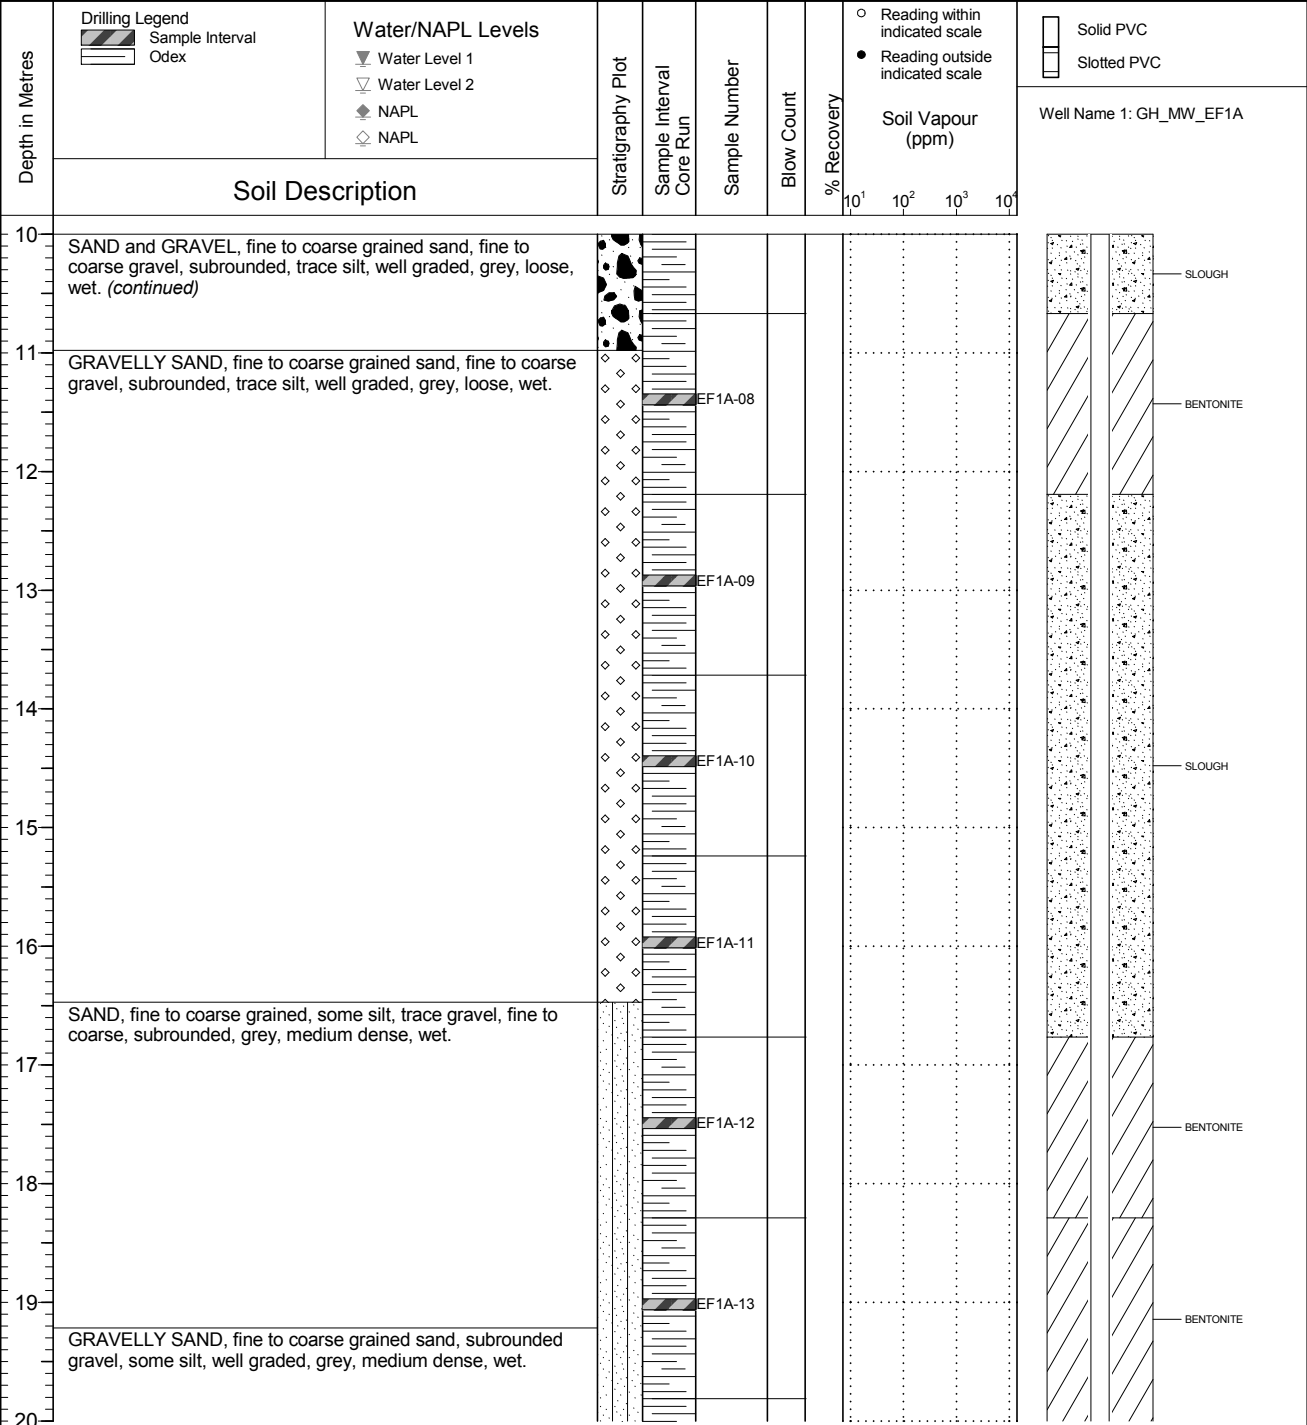 Depth in Metres
Drilling Legend
Sample Interval
Odex
Water/NAPL Levels
Water Level 1
Water Level 2
NAPL
NAPL
Soil Description
Stratigraphy Plot
Sample Interval
Core Run
Sample Number
Blow Count
% Recovery
Reading within
indicated scale
Reading outside
indicated scale
Soil Vapour
(ppm)
10¹ 10² 10³ 10⁴
Solid PVC
Slotted PVC
Well Name 1: GH_MW_EF1A
10
SAND and GRAVEL, fine to coarse grained sand, fine to
coarse gravel, subrounded, trace silt, well graded, grey, loose,
wet. (continued)
SLOUGH
11
GRAVELLY SAND, fine to coarse grained sand, fine to coarse
gravel, subrounded, trace silt, well graded, grey, loose, wet.
EF1A-08
BENTONITE
12
EF1A-09
13
14
EF1A-10
SLOUGH
15
EF1A-11
16
SAND, fine to coarse grained, some silt, trace gravel, fine to
coarse, subrounded, grey, medium dense, wet.
17
EF1A-12
BENTONITE
18
EF1A-13
19
BENTONITE
GRAVELLY SAND, fine to coarse grained sand, subrounded
gravel, some silt, well graded, grey, medium dense, wet.
20